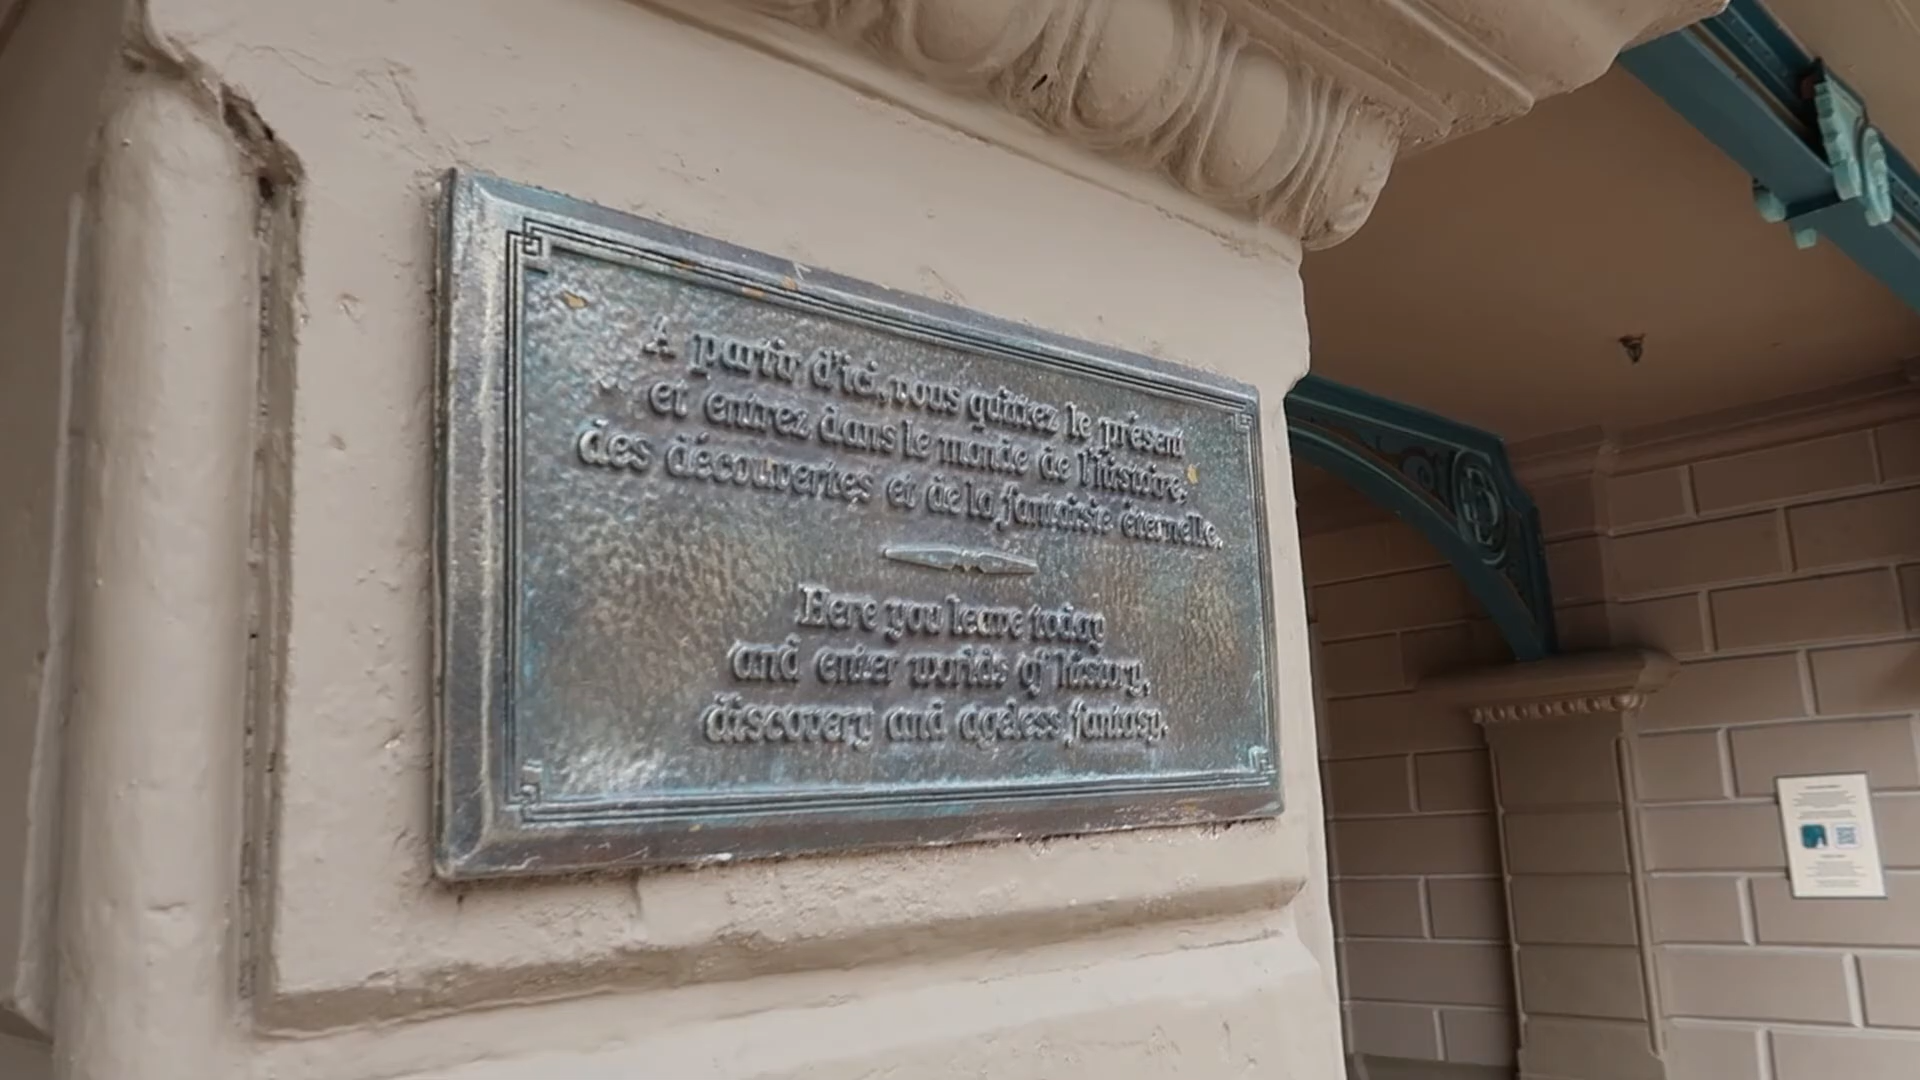 A partir d'ici, vous quittez le présent
et entrez dans le monde de l'histoire,
des découvertes et de la fantaisie éternelle.
Here you leave today
and enter worlds of history,
discovery and ageless fantasy.